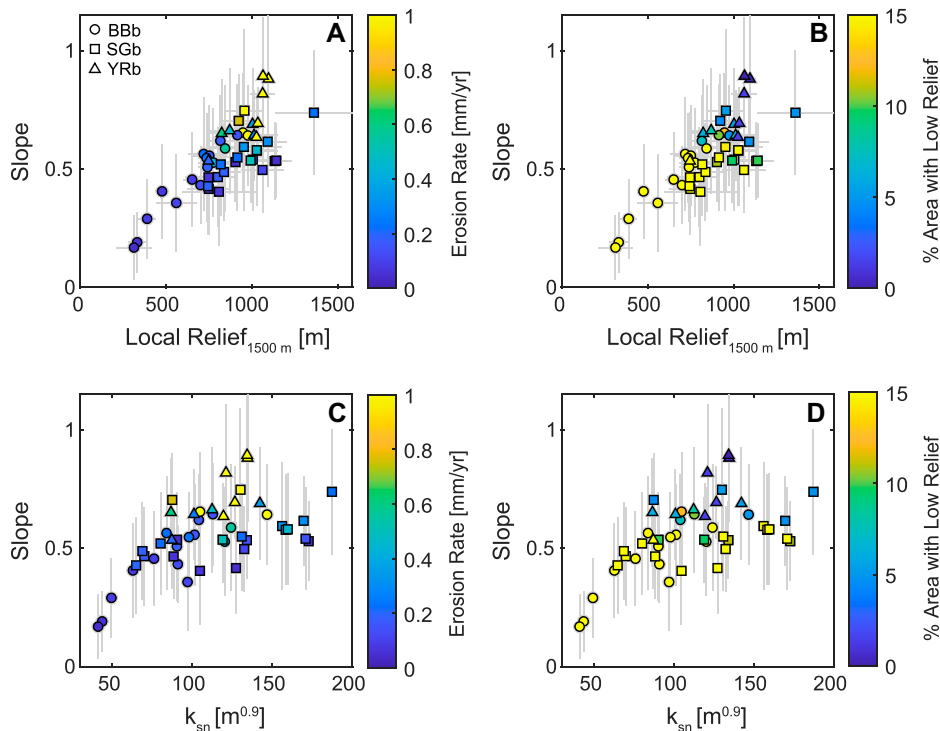 A
BBb
SGb
YRb
Slope
1
0.5
0
0
500
1000
1500
Local Relief1500 m [m]
1
0.8
0.6
0.4
0.2
0
Erosion Rate [mm/yr]
B
Slope
1
0.5
0
0
500
1000
1500
Local Relief1500 m [m]
15
10
5
0
% Area with Low Relief
C
Slope
1
0.5
0
50
100
150
200
ksn [m0.9]
1
0.8
0.6
0.4
0.2
0
Erosion Rate [mm/yr]
D
Slope
1
0.5
0
50
100
150
200
ksn [m0.9]
15
10
5
0
% Area with Low Relief